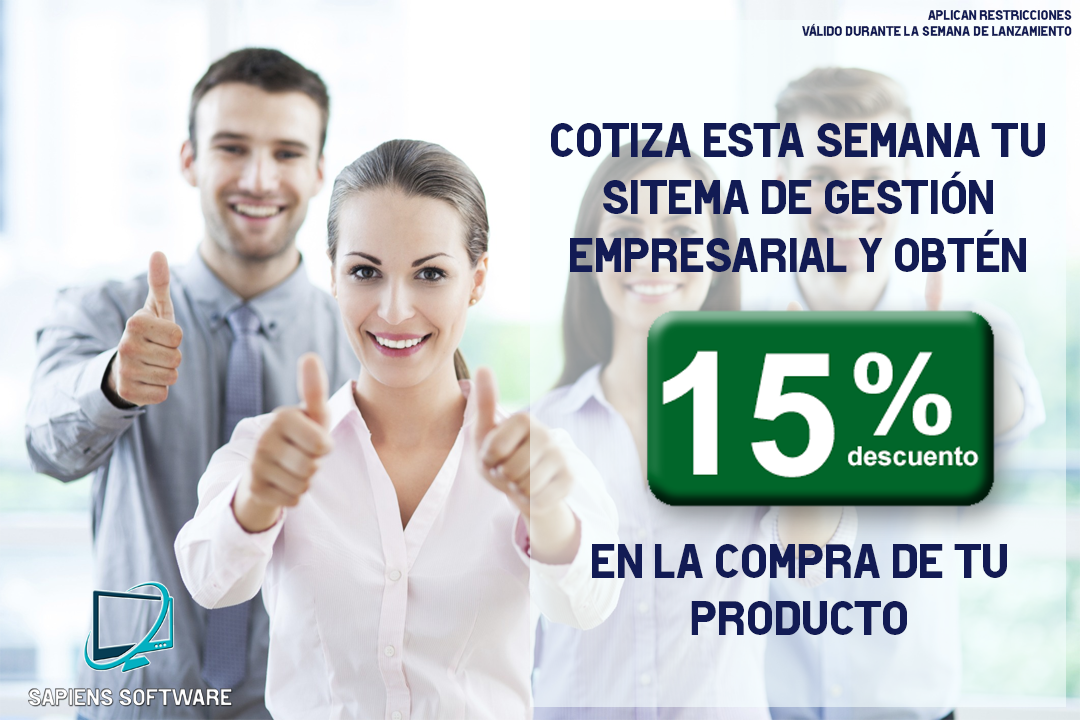 APLICAN RESTRICCIONES
VÁLIDO DURANTE LA SEMANA DE LANZAMIENTO
COTIZA ESTA SEMANA TU
SITEMA DE GESTIÓN
EMPRESARIAL Y OBTÉN
15%
descuento
EN LA COMPRA DE TU
PRODUCTO
SAPIENS SOFTWARE